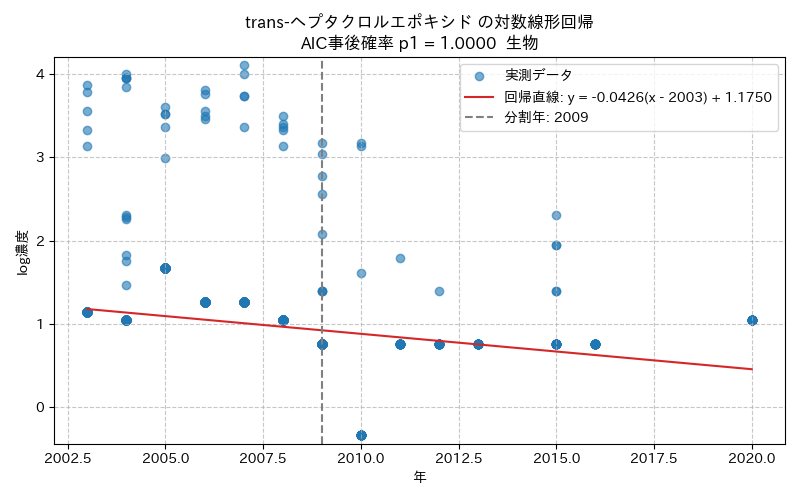 trans-ヘプタクロルエポキシド の対数線形回帰
AIC事後確率 p1 = 1.0000  生物
実測データ
回帰直線: y = -0.0426(x - 2003) + 1.1750
分割年: 2009
log濃度
4
3
2
1
0
2002.5 2005.0 2007.5 2010.0 2012.5 2015.0 2017.5 2020.0
年